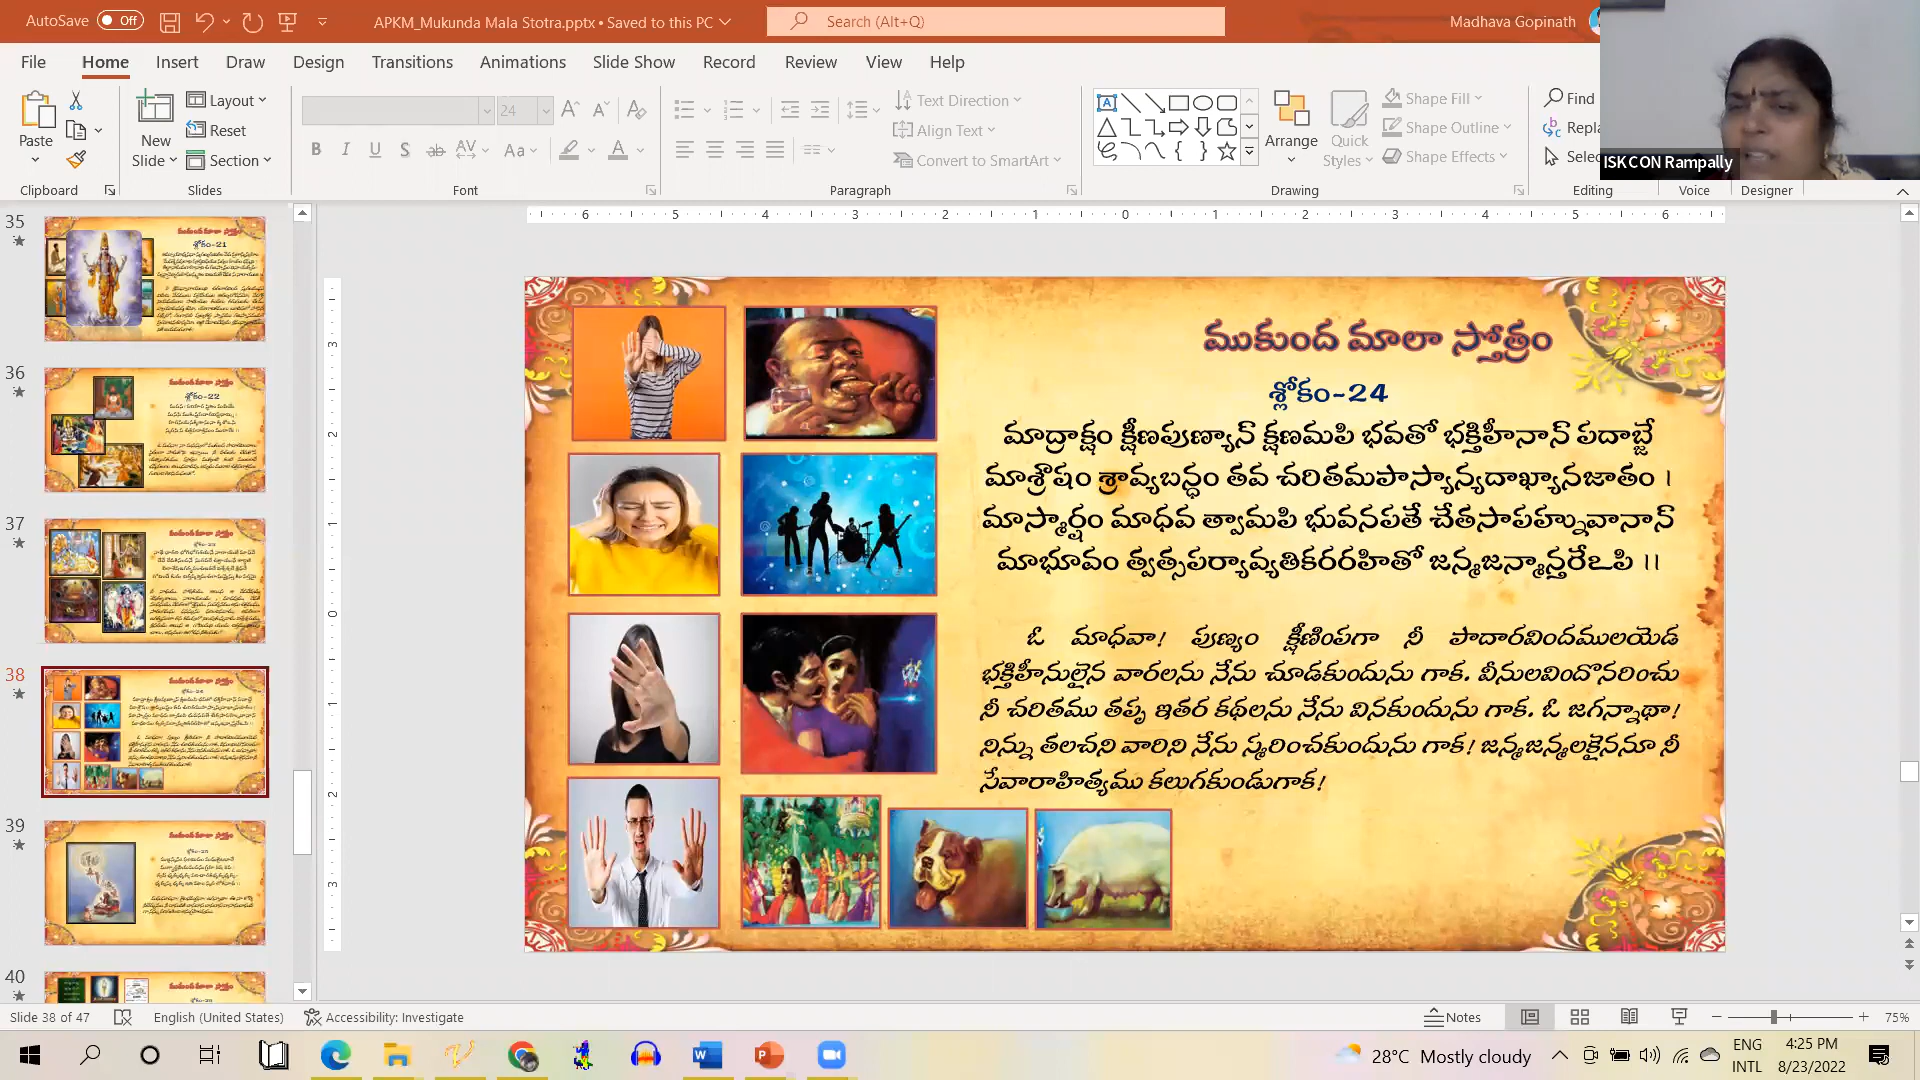 AutoSave Off APKM_Mukunda Mala Stotra.pptx • Saved to this PC Search (Alt+Q) Madhava Gopinath
File Home Insert Draw Design Transitions Animations Slide Show Record Review View Help
Paste New Slide Layout Reset Section
24
Text Direction Align Text Convert to SmartArt
Arrange Quick Styles Shape Fill Shape Outline Shape Effects
Find
ISKCON Rampally
Clipboard Slides Font Paragraph Drawing Editing Voice Designer
35
36
37
38
39
40
ముకుంద మాలా స్తోత్రం
శ్లోకం-24
మాద్రాక్షం క్షీణపుణ్యాన్ క్షణమపి భవతో భక్తిహీనాన్ పదాబ్జే
మాశ్రౌషం శ్రావ్యబన్ధం తవ చరితమపాస్యాన్యదాఖ్యానజాతం ।
మాస్మార్షం మాధవ త్వామపి భువనపతే చేతసాపహ్నువానాన్
మాభూవం త్వత్సపర్యావ్యతికరరహితో జన్మజన్మాన్తరేఽపి ।।
ఓ మాధవా! పుణ్యం క్షీణింపగా నీ పాదారవిందములయెడ
భక్తిహీనులైన వారలను నేను చూడకుందును గాక. వీనులవిందొనరించు
నీ చరితము తప్ప ఇతర కథలను నేను వినకుందును గాక. ఓ జగన్నాథా!
నిన్ను తలచని వారిని నేను స్మరించకుందును గాక! జన్మజన్మలకైననూ నీ
సేవారాహిత్యము కలుగకుండుగాక!
Slide 38 of 47 English (United States) Accessibility: Investigate Notes 75%
28°C Mostly cloudy ENG INTL 4:25 PM 8/23/2022